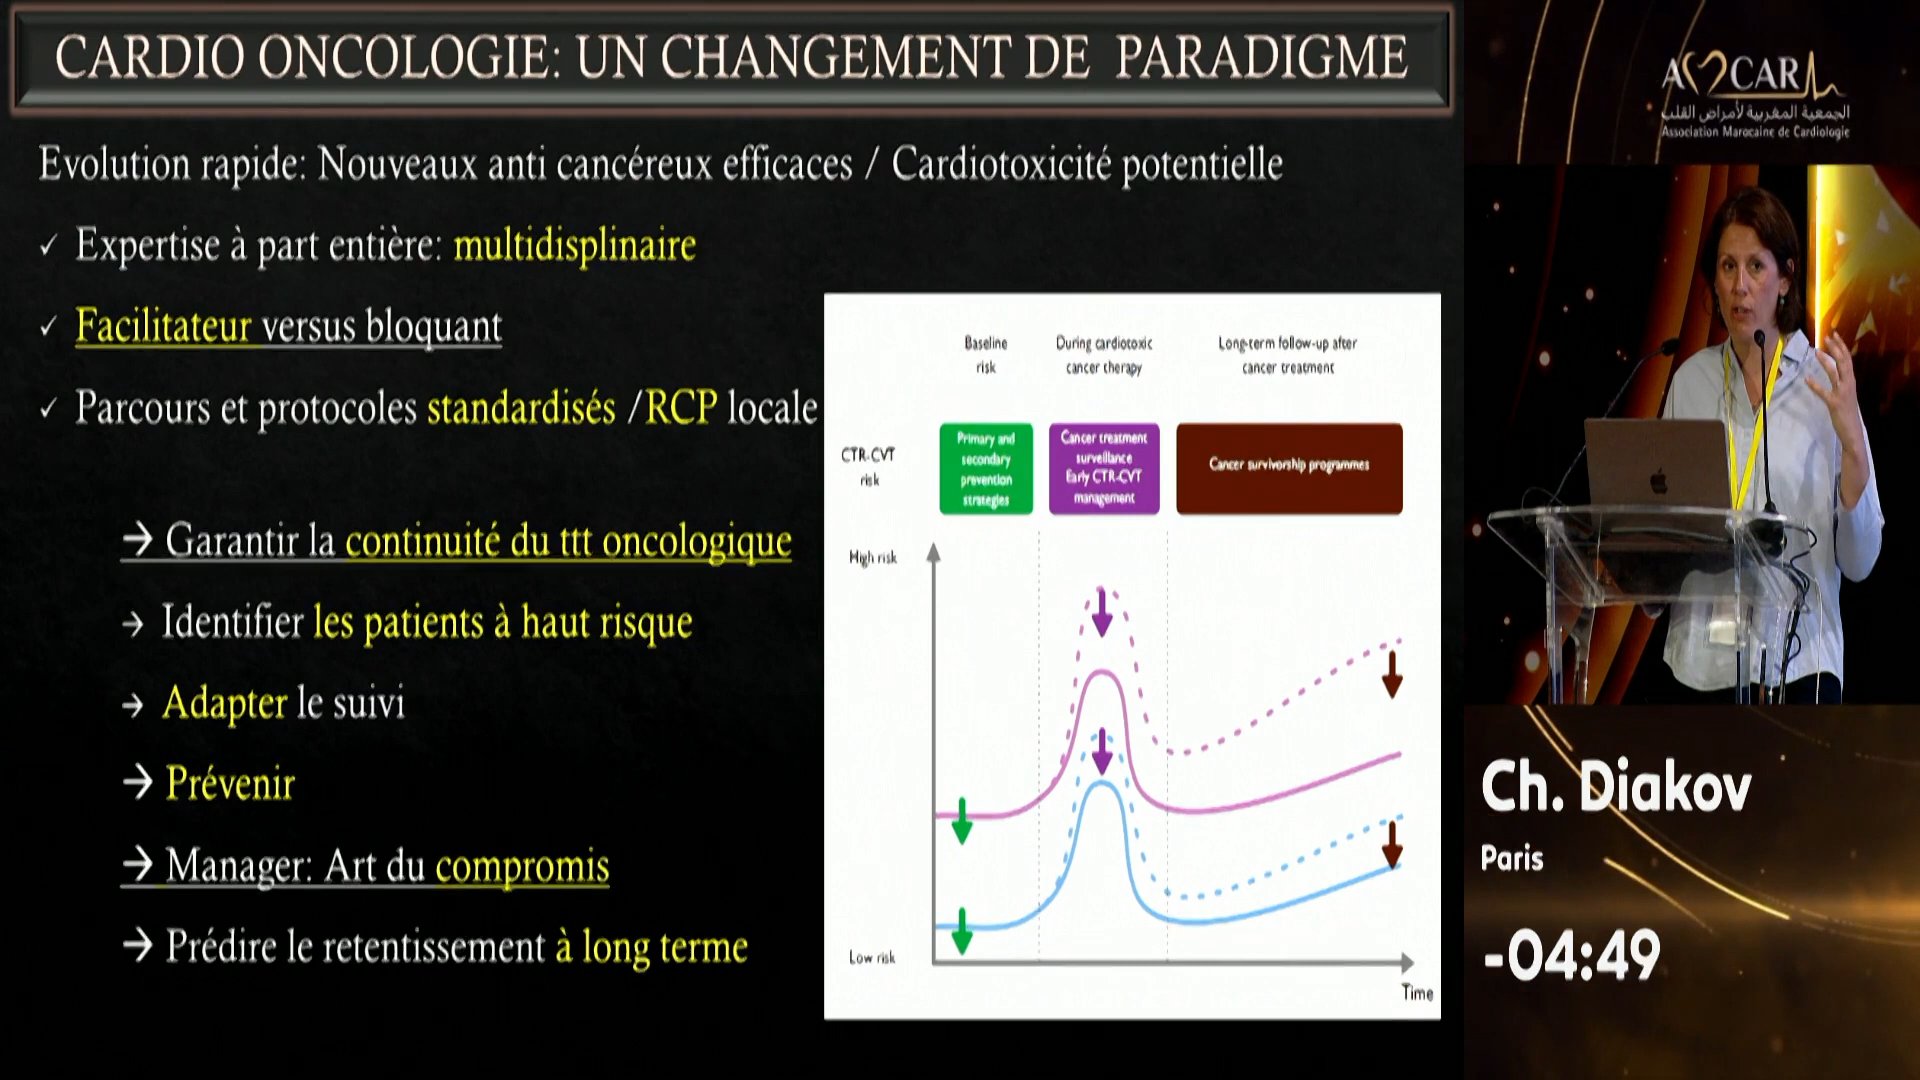 CARDIO ONCOLOGIE: UN CHANGEMENT DE PARADIGME
Evolution rapide: Nouveaux anti cancéreux efficaces / Cardiotoxicité potentielle
✓ Expertise à part entière: multidisplinaire
✓ Facilitateur versus bloquant
✓ Parcours et protocoles standardisés /RCP locale
→ Garantir la continuité du ttt oncologique
→ Identifier les patients à haut risque
→ Adapter le suivi
→ Prévenir
→ Manager: Art du compromis
→ Prédire le retentissement à long terme
Baseline
risk
During cardiotoxic
cancer therapy
Long-term follow-up after
cancer treatment
CTR-CVT
risk
Primary and
secondary
prevention
strategies
Cancer treatment
surveillance
Early CTR-CVT
management
Cancer survivorship programmes
High risk
Low risk
Time
AMCAR
الجمعية المغربية لأمراض القلب
Association Marocaine de Cardiologie
Ch. Diakov
Paris
-04:49